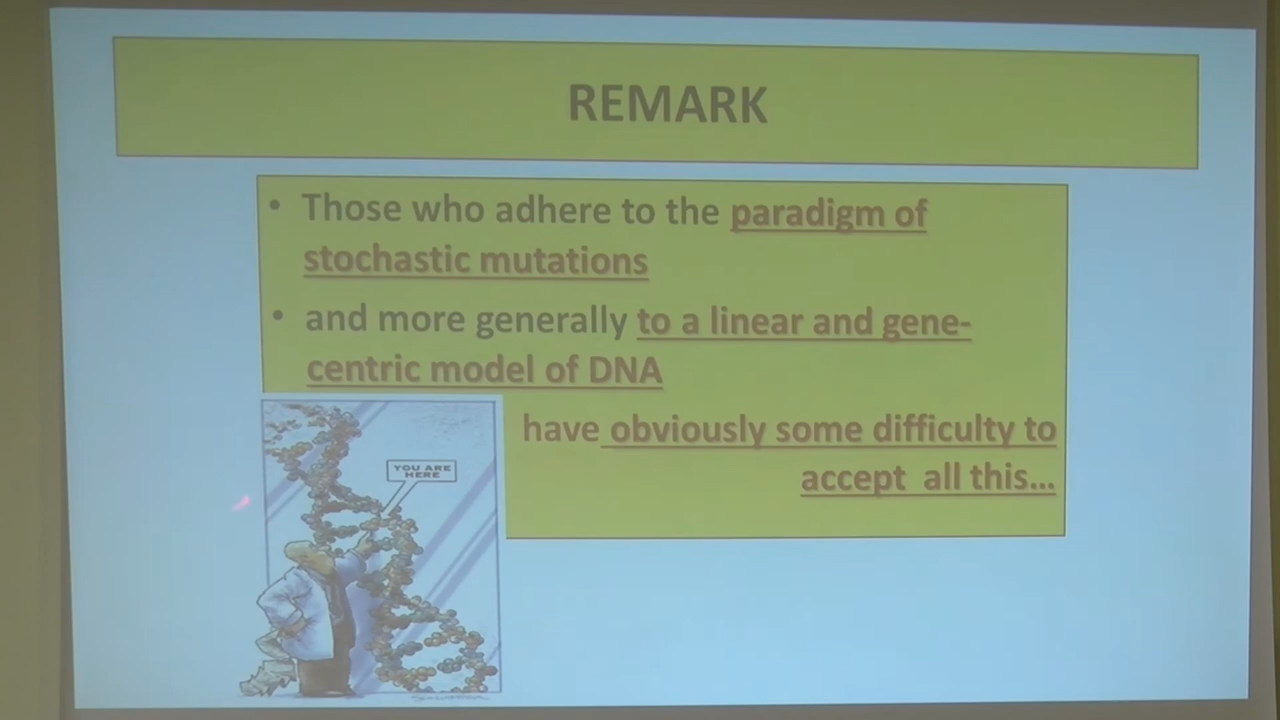 REMARK
• Those who adhere to the paradigm of
stochastic mutations
• and more generally to a linear and gene-
centric model of DNA
have obviously some difficulty to
accept all this...
YOU ARE
HERE